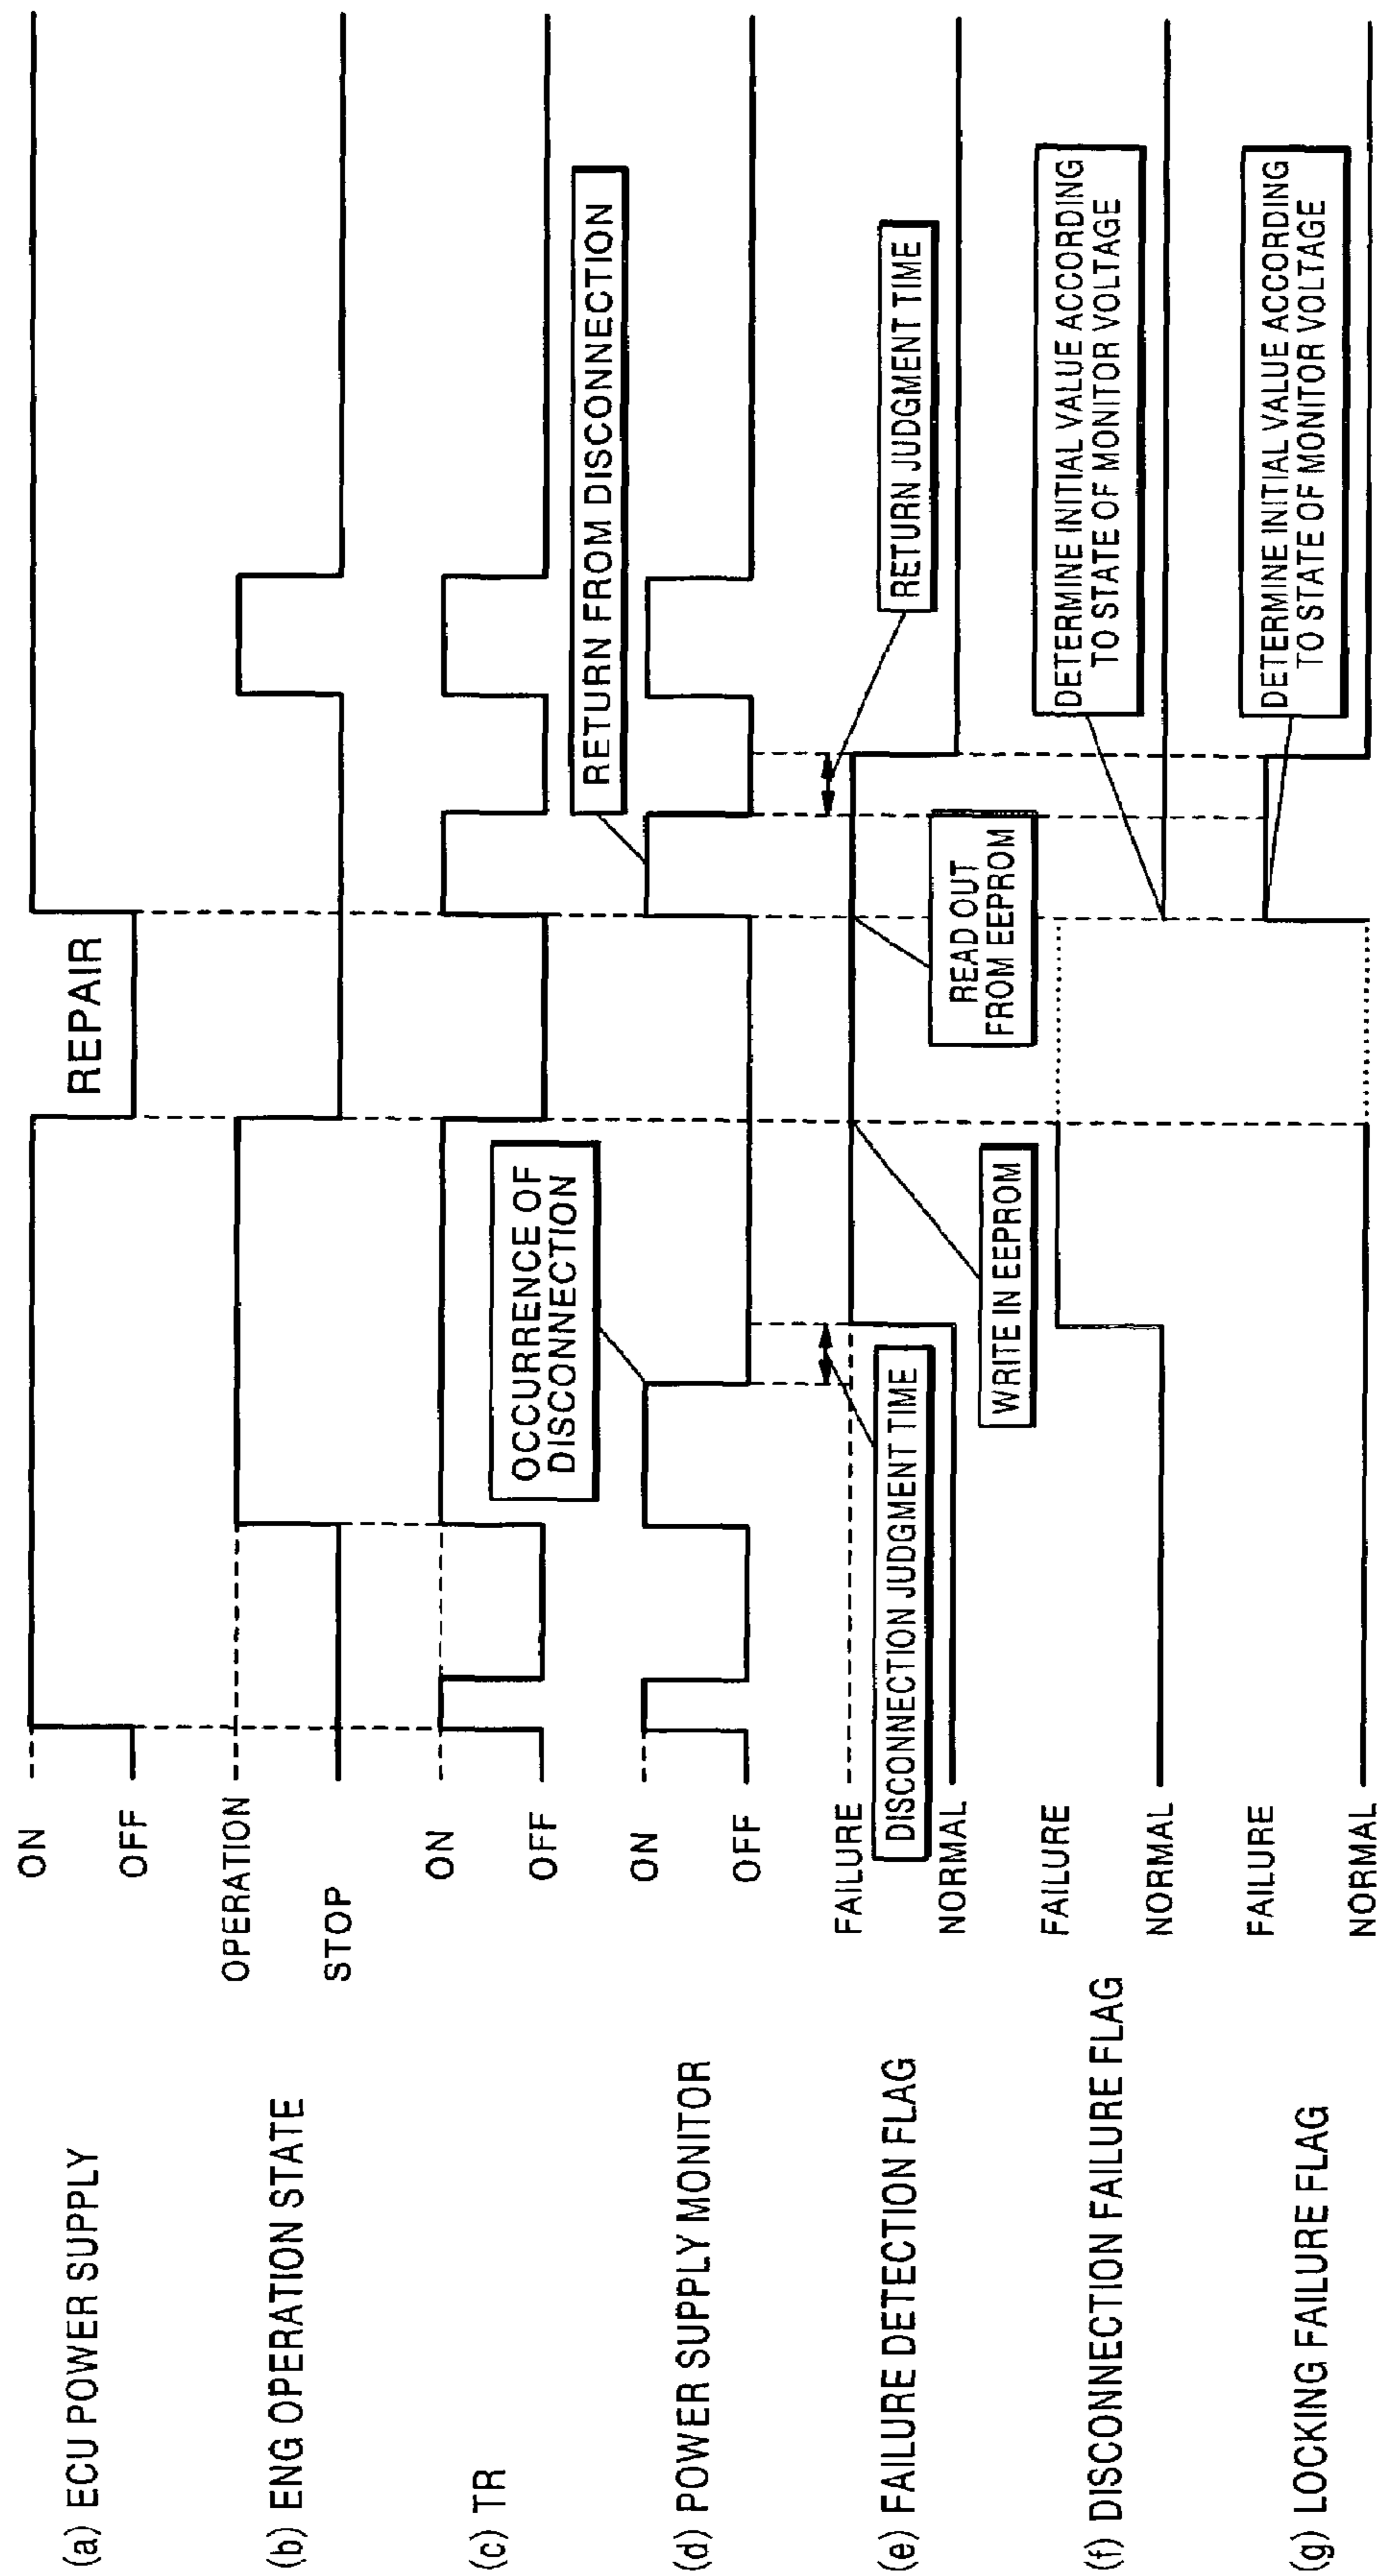 (a) ECU POWER SUPPLY
ON
OFF
REPAIR
(b) ENG OPERATION STATE
OPERATION
STOP
(c) TR
ON
OFF
OCCURRENCE OF
DISCONNECTION
RETURN FROM DISCONNECTION
(d) POWER SUPPLY MONITOR
ON
OFF
(e) FAILURE DETECTION FLAG
FAILURE
NORMAL
DISCONNECTION JUDGMENT TIME
RETURN JUDGMENT TIME
WRITE IN EEPROM
READ OUT
FROM EEPROM
(f) DISCONNECTION FAILURE FLAG
FAILURE
NORMAL
DETERMINE INITIAL VALUE ACCORDING
TO STATE OF MONITOR VOLTAGE
(g) LOCKING FAILURE FLAG
FAILURE
NORMAL
DETERMINE INITIAL VALUE ACCORDING
TO STATE OF MONITOR VOLTAGE